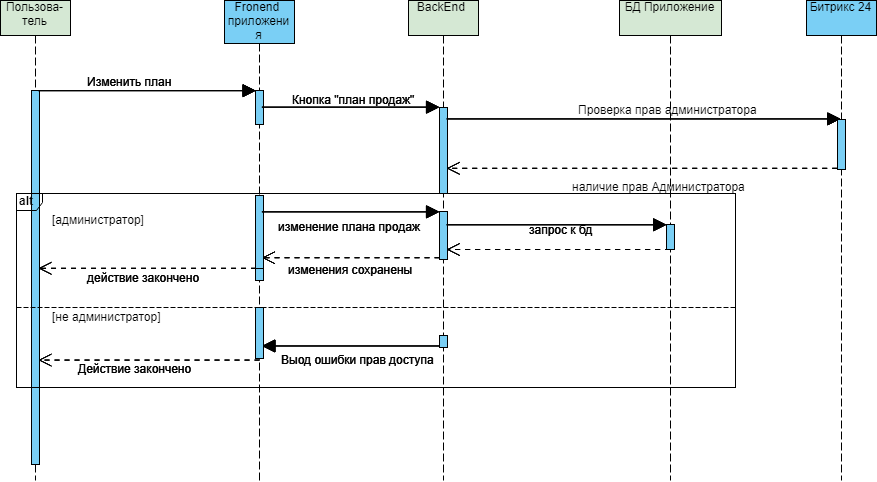 Пользова-
тель
Fronend
приложени
я
BackEnd
БД Приложение
Битрикс 24
Изменить план
Кнопка "план продаж"
Проверка прав администратора
наличие прав Администратора
alt
[администратор]
изменение плана продаж
запрос к бд
изменения сохранены
действие закончено
[не администратор]
Выод ошибки прав доступа
Действие закончено